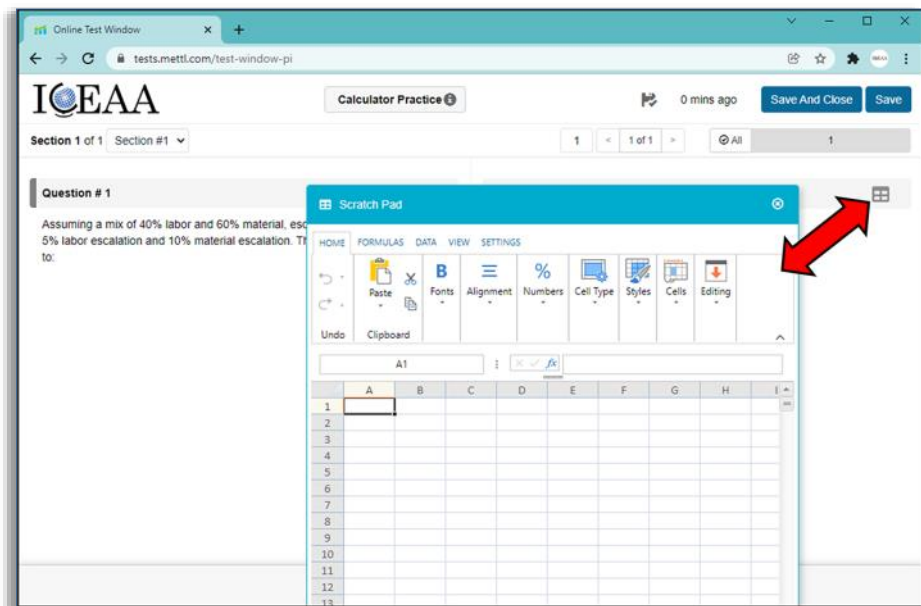 Online Test Window
tests.mettl.com/test-window-pi
ICEAA
Calculator Practice
0 mins ago
Save And Close
Save
Section 1 of 1
Section #1
1
1 of 1
All
1
Question # 1
Assuming a mix of 40% labor and 60% material,
5% labor escalation and 10% material escalation.
to:
Scratch Pad
HOME FORMULAS DATA VIEW SETTINGS
Paste
B
Fonts
Alignment
%
Numbers
Cell Type
Styles
Cells
Editing
Undo
Clipboard
A1
fx
A B C D E F G H I
1
2
3
4
5
6
7
8
9
10
11
12
13